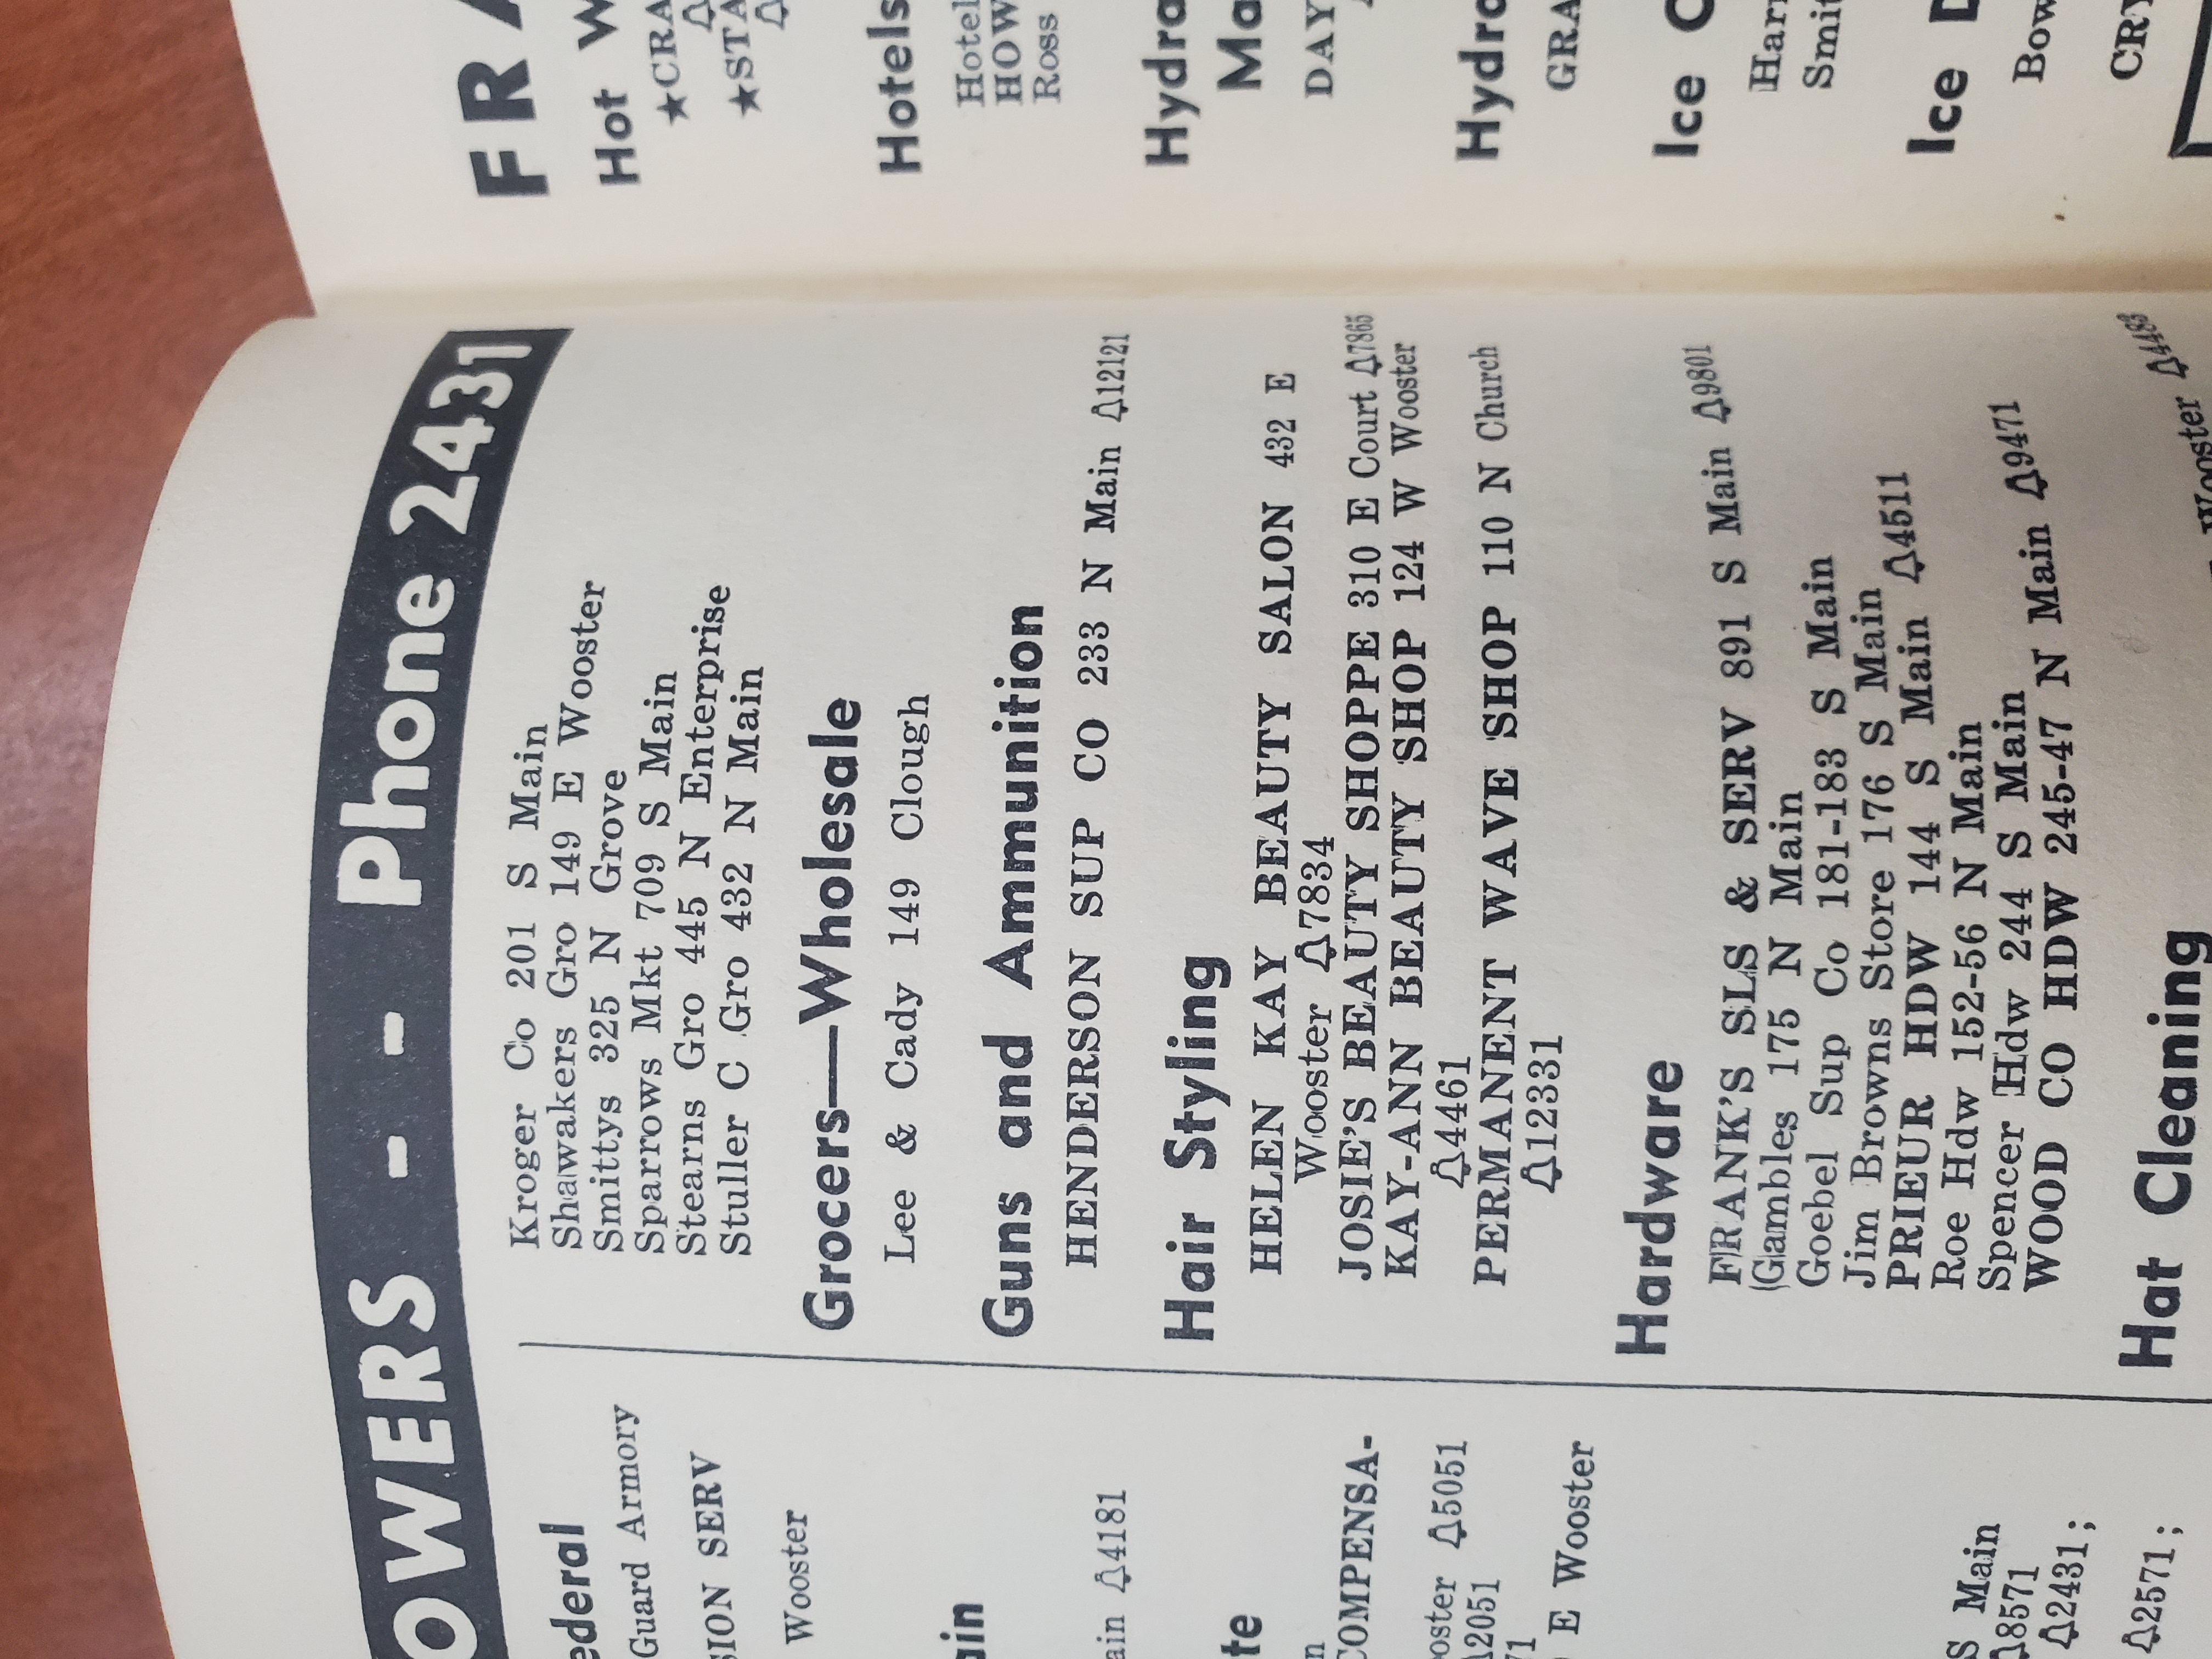 OWERS - - Phone 2431
ederal
Guard Armory
SION SERV
Wooster
ain
ain 4181
te
COMPENSA-
5051
2051
E Wooster
S Main
8571
2431;
2571;
Kroger Co 201 S Main
Shawakers Gro 149 E Wooster
Smittys 325 N Grove
Sparrows Mkt 709 S Main
Stearns Gro 445 N Enterprise
Stuller C Gro 432 N Main
Grocers—Wholesale
Lee & Cady 149 Clough
Guns and Ammunition
HENDERSON SUP CO 233 N Main 12121
Hair Styling
HELEN KAY BEAUTY SALON 432 E
Wooster 7834
JOSIE'S BEAUTY SHOPPE 310 E Court 7865
KAY-ANN BEAUTY SHOP 124 W Wooster
4461
PERMANENT WAVE SHOP 110 N Church
12331
Hardware
FRANK'S SLS & SERV 891 S Main 9801
Gambles 175 N Main
Goebel Sup Co 181-183 S Main
Jim Browns Store 176 S Main
PRIEUR HDW 144 S Main 4511
Roe Hdw 152-56 N Main
Spencer Hdw 244 S Main
WOOD CO HDW 245-47 N Main 9471
Hat Cleaning
Wooster 4483
FRA
Hot W
★CRA
★STA
Hotels
Hotel
HOW
Ross
Hydra
Ma
DAY
Hydra
GRA
Ice C
Harr
Smit
Ice D
Bow
CRY